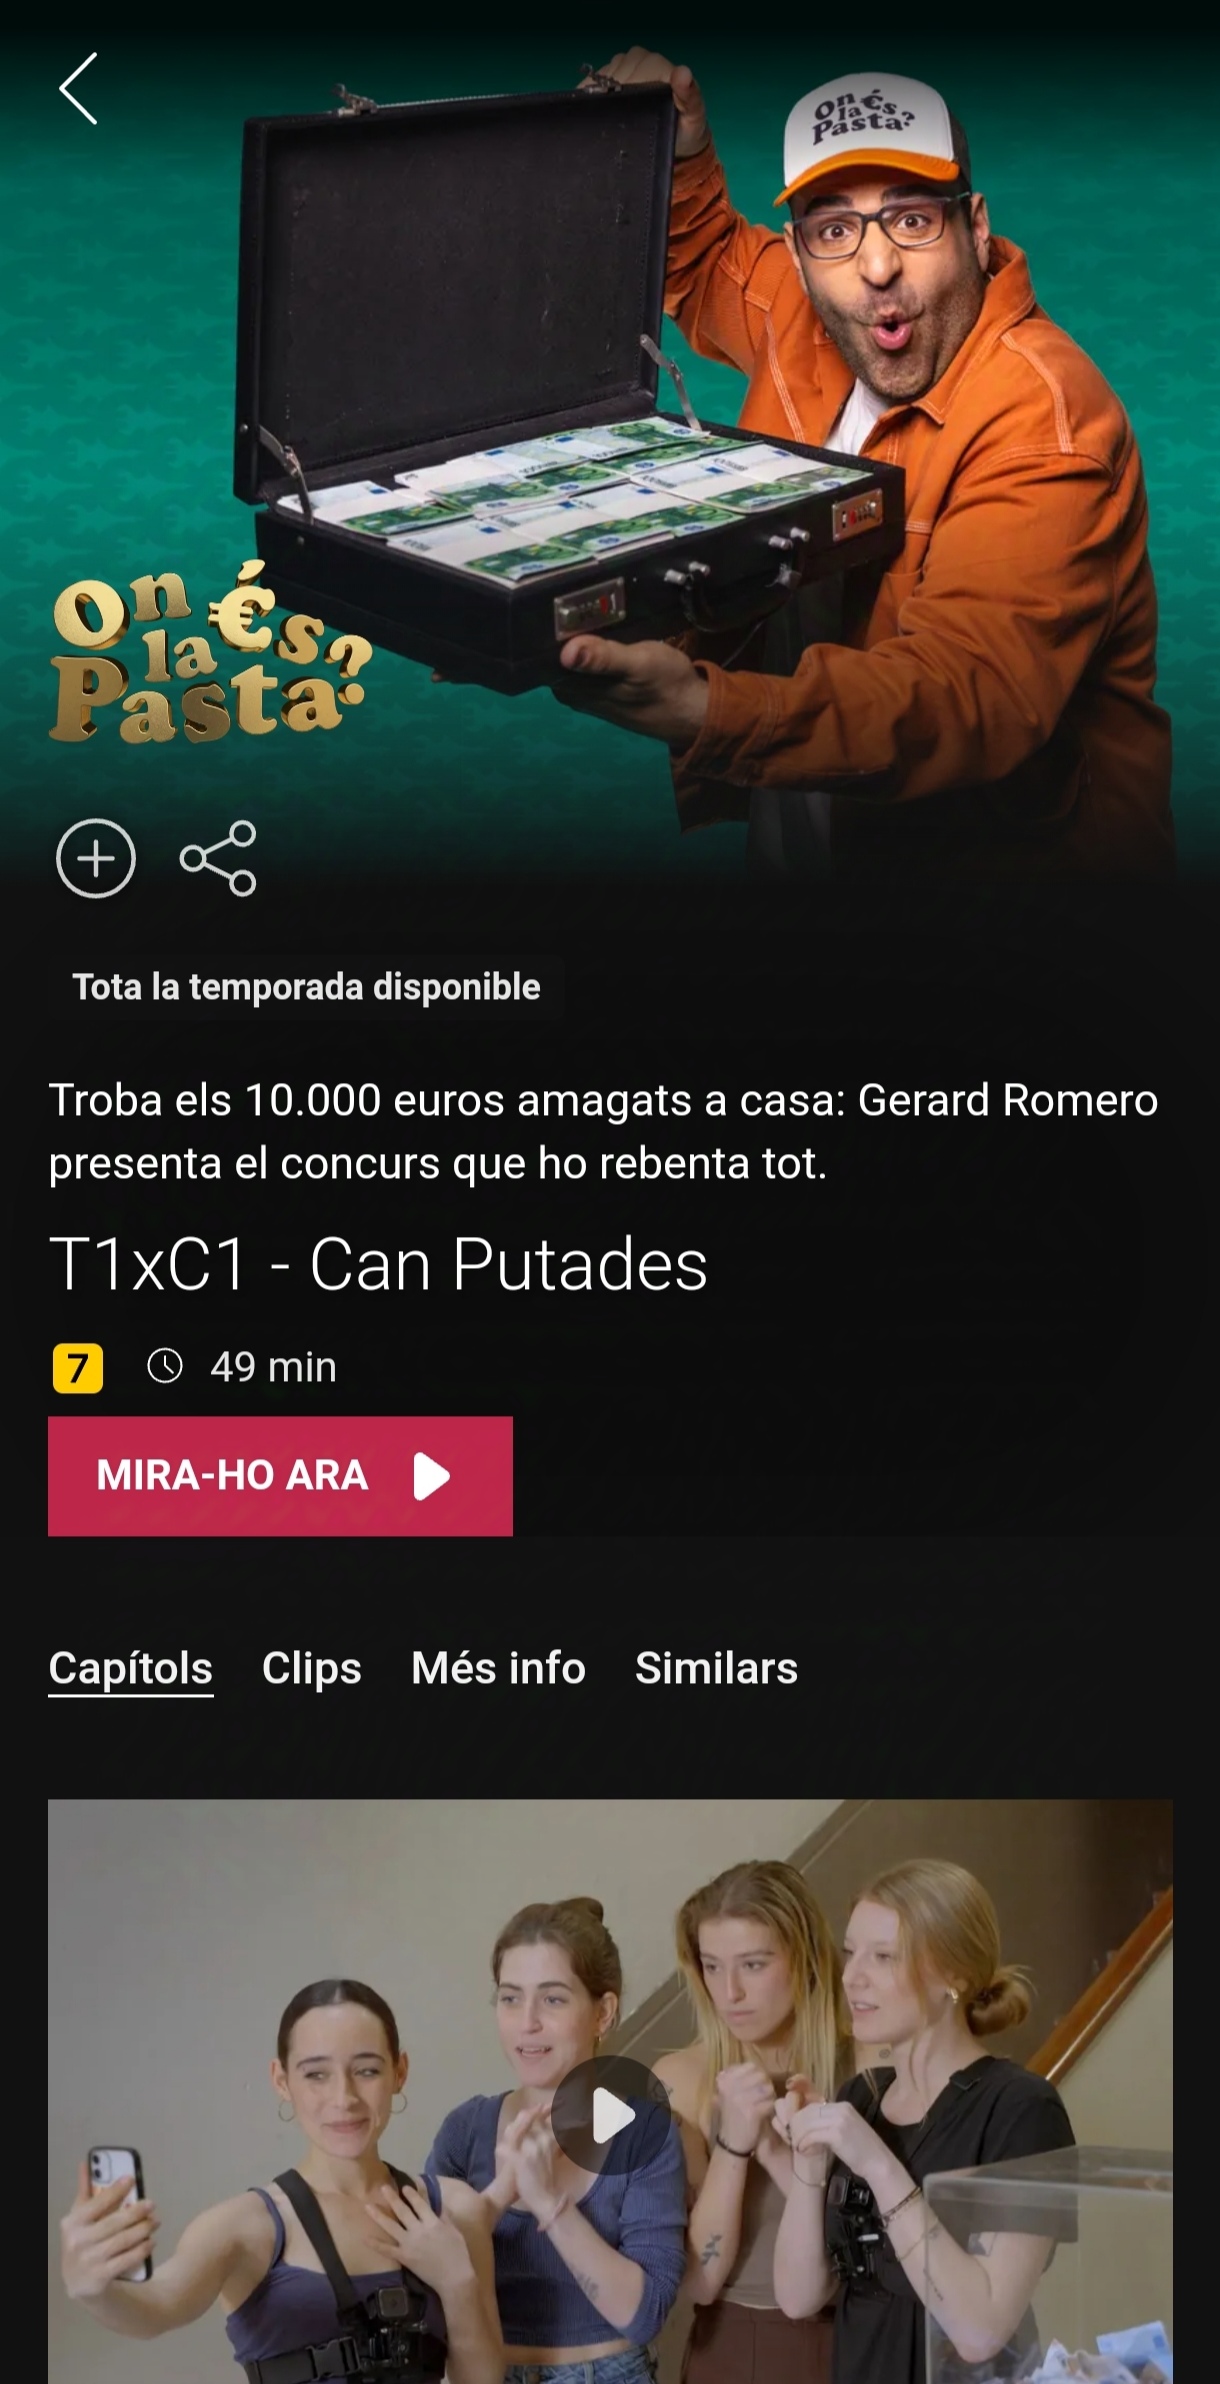 On és
la
Pasta?
On és?
la
Pasta
Tota la temporada disponible
Troba els 10.000 euros amagats a casa: Gerard Romero
presenta el concurs que ho rebenta tot.
T1xC1 - Can Putades
7 49 min
MIRA-HO ARA
Capítols Clips Més info Similars